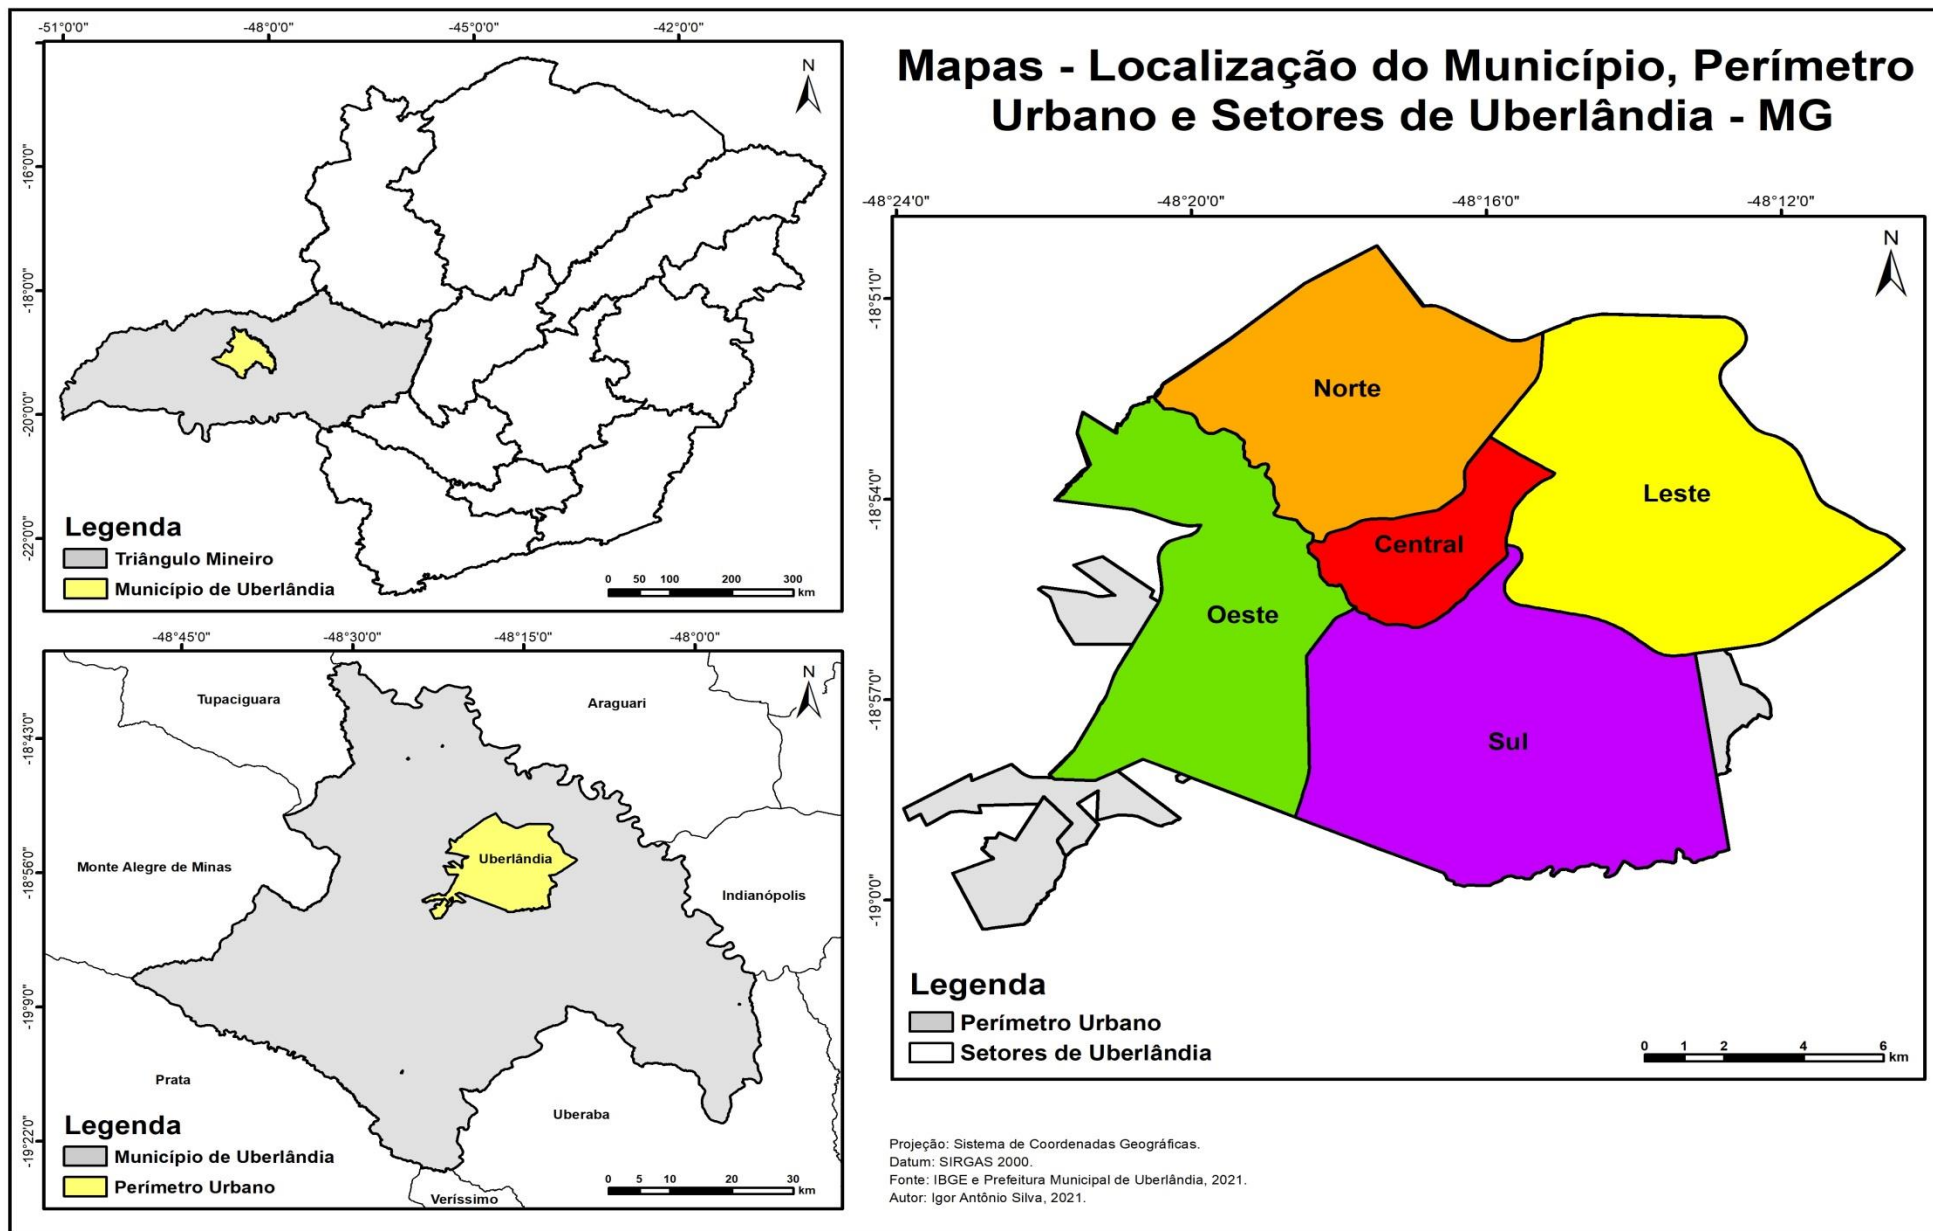 Mapas - Localização do Município, Perímetro
Urbano e Setores de Uberlândia - MG
-51°0'0"
-48°0'0"
-45°0'0"
-42°0'0"
-16°0'0"
-18°0'0"
-20°0'0"
-22°0'0"
N
Legenda
Triângulo Mineiro
Município de Uberlândia
0 50 100 200 300
km
-48°45'0"
-48°30'0"
-48°15'0"
-48°0'0"
-18°43'0"
-18°56'0"
-19°9'0"
-19°22'0"
N
Tupaciguara
Araguari
Monte Alegre de Minas
Uberlândia
Indianópolis
Prata
Uberaba
Veríssimo
Legenda
Município de Uberlândia
Perímetro Urbano
0 5 10 20 30
km
-48°24'0"
-48°20'0"
-48°16'0"
-48°12'0"
-18°51'0"
-18°54'0"
-18°57'0"
-19°0'0"
N
Norte
Leste
Central
Oeste
Sul
Legenda
Perímetro Urbano
Setores de Uberlândia
0 1 2 4 6
km
Projeção: Sistema de Coordenadas Geográficas.
Datum: SIRGAS 2000.
Fonte: IBGE e Prefeitura Municipal de Uberlândia, 2021.
Autor: Igor Antônio Silva, 2021.